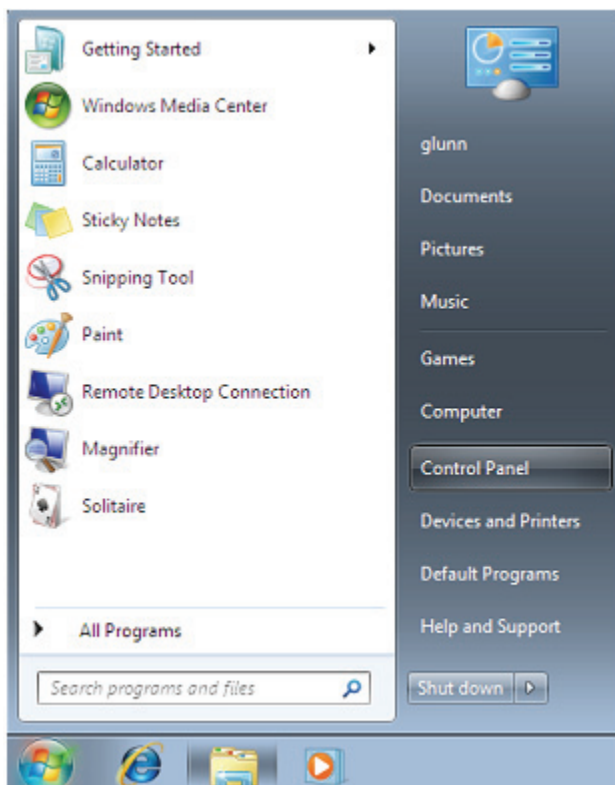 Getting Started
Windows Media Center
Calculator
Sticky Notes
Snipping Tool
Paint
Remote Desktop Connection
Magnifier
Solitaire
All Programs
Search programs and files
glunn
Documents
Pictures
Music
Games
Computer
Control Panel
Devices and Printers
Default Programs
Help and Support
Shut down